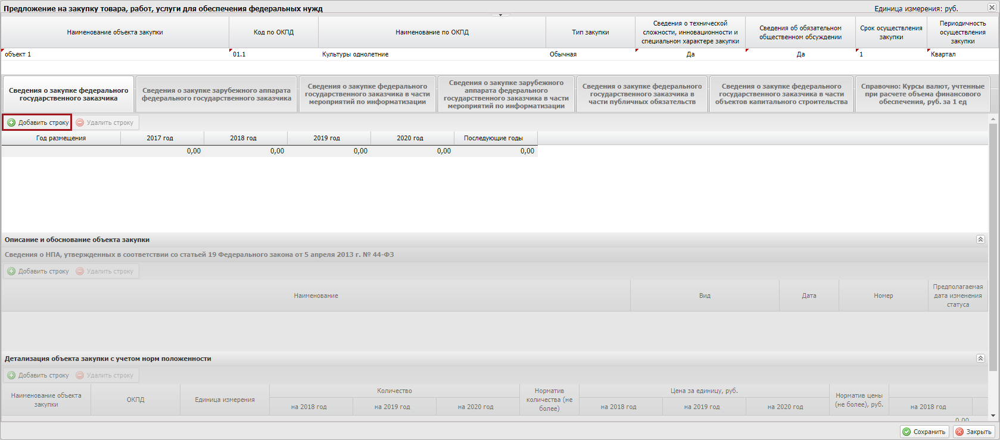 Предложение на закупку товара, работ, услуги для обеспечения федеральных нужд
Единица измерения: руб.
Наименование объекта закупки
Код по ОКПД
Наименование по ОКПД
Тип закупки
Сведения о технической
сложности, инновационности и
специальном характере закупки
Сведения об обязательном
общественном обсуждении
Срок осуществления
закупки
Периодичность
осуществления
закупки
объект 1
01.1
Культуры однолетние
Обычная
Да
Да
1
Квартал
Сведения о закупке федерального
государственного заказчика
Сведения о закупке зарубежного аппарата
федерального государственного заказчика
Сведения о закупке федерального
государственного заказчика в части
мероприятий по информатизации
Сведения о закупке зарубежного
аппарата федерального
государственного заказчика в части
мероприятий по информатизации
Сведения о закупке федерального
государственного заказчика в
части публичных обязательств
Сведения о закупке федерального
государственного заказчика в части
объектов капитального строительства
Справочно: Курсы валют, учтенные
при расчете объема финансового
обеспечения, руб. за 1 ед
Добавить строку
Удалить строку
Год размещения
2017 год
2018 год
2019 год
2020 год
Последующие годы
0,00
0,00
0,00
0,00
0,00
Описание и обоснование объекта закупки
Сведения о НПА, утвержденных в соответствии со статьей 19 Федерального закона от 5 апреля 2013 г. № 44-ФЗ
Добавить строку
Удалить строку
Наименование
Вид
Дата
Номер
Предполагаемая
дата изменения
статуса
Детализация объекта закупки с учетом норм положенности
Добавить строку
Удалить строку
Наименование объекта
закупки
ОКПД
Единица измерения
Количество
на 2018 год
на 2019 год
на 2020 год
Норматив
количества (не
более)
Цена за единицу, руб.
на 2018 год
на 2019 год
на 2020 год
Норматив цены
(не более), руб.
на 2018 год
0,00
Сохранить
Закрыть